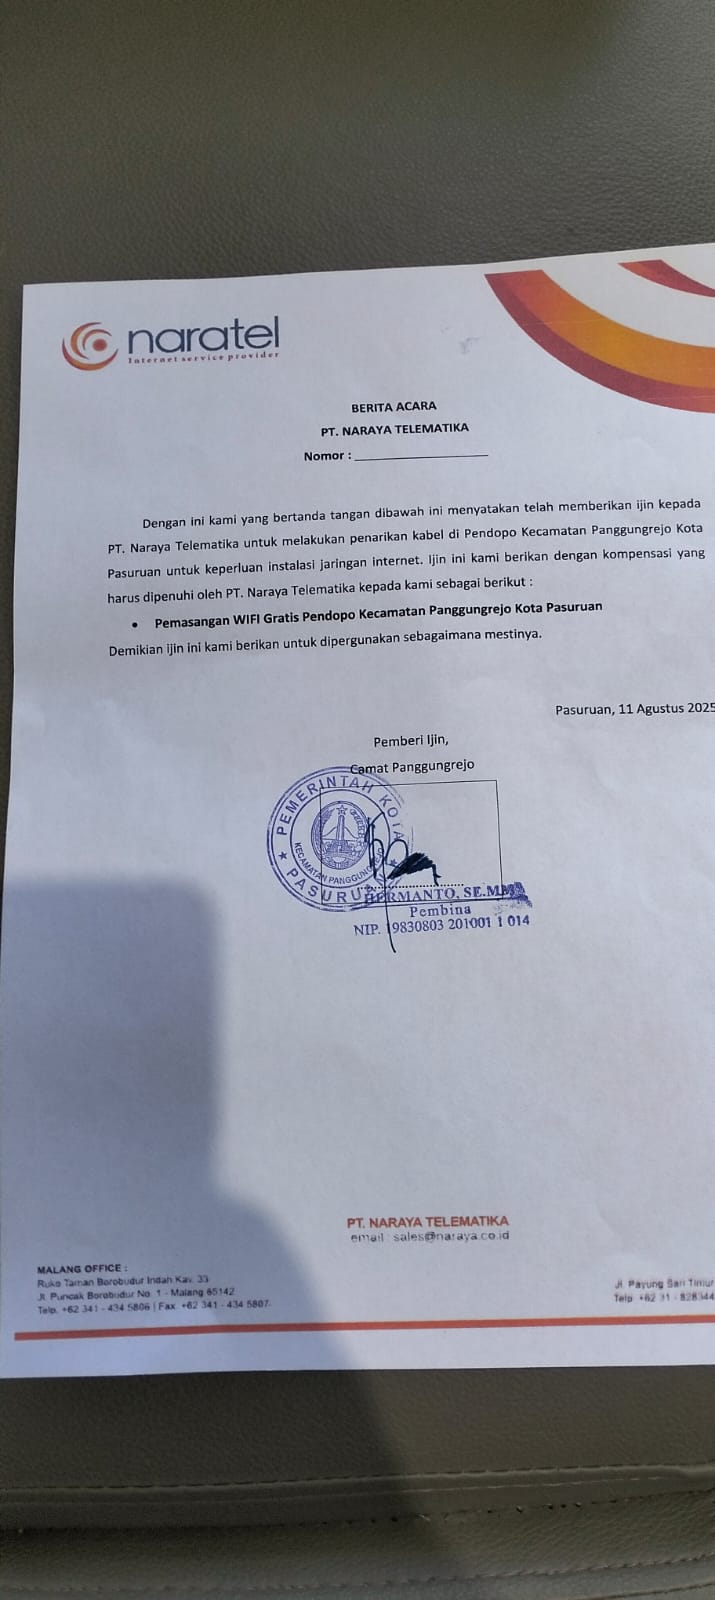 naratel
Internet service provider
BERITA ACARA
PT. NARAYA TELEMATIKA
Nomor : ____________________
Dengan ini kami yang bertanda tangan dibawah ini menyatakan telah memberikan ijin kepada
PT. Naraya Telematika untuk melakukan penarikan kabel di Pendopo Kecamatan Panggungrejo Kota
Pasuruan untuk keperluan instalasi jaringan internet. Ijin ini kami berikan dengan kompensasi yang
harus dipenuhi oleh PT. Naraya Telematika kepada kami sebagai berikut :
• Pemasangan WIFI Gratis Pendopo Kecamatan Panggungrejo Kota Pasuruan
Demikian ijin ini kami berikan untuk dipergunakan sebagaimana mestinya.
Pasuruan, 11 Agustus 2025
Pemberi Ijin,
Camat Panggungrejo
PEMERINTAH KOTA
KECAMATAN
PASURUAN
HERMANTO, SE.MM
Pembina
NIP. 19830803 201001 1 014
PT. NARAYA TELEMATIKA
email : sales@naraya.co.id
MALANG OFFICE :
Ruko Taman Borobudur Indah Kav. 33
Jl. Puncak Borobudur No. 1 - Malang 65142
Telp. +62 341 - 434 5806 | Fax. +62 341 - 434 5807
Jl. Payung Sari Timur
Telp. +62 31 - 828